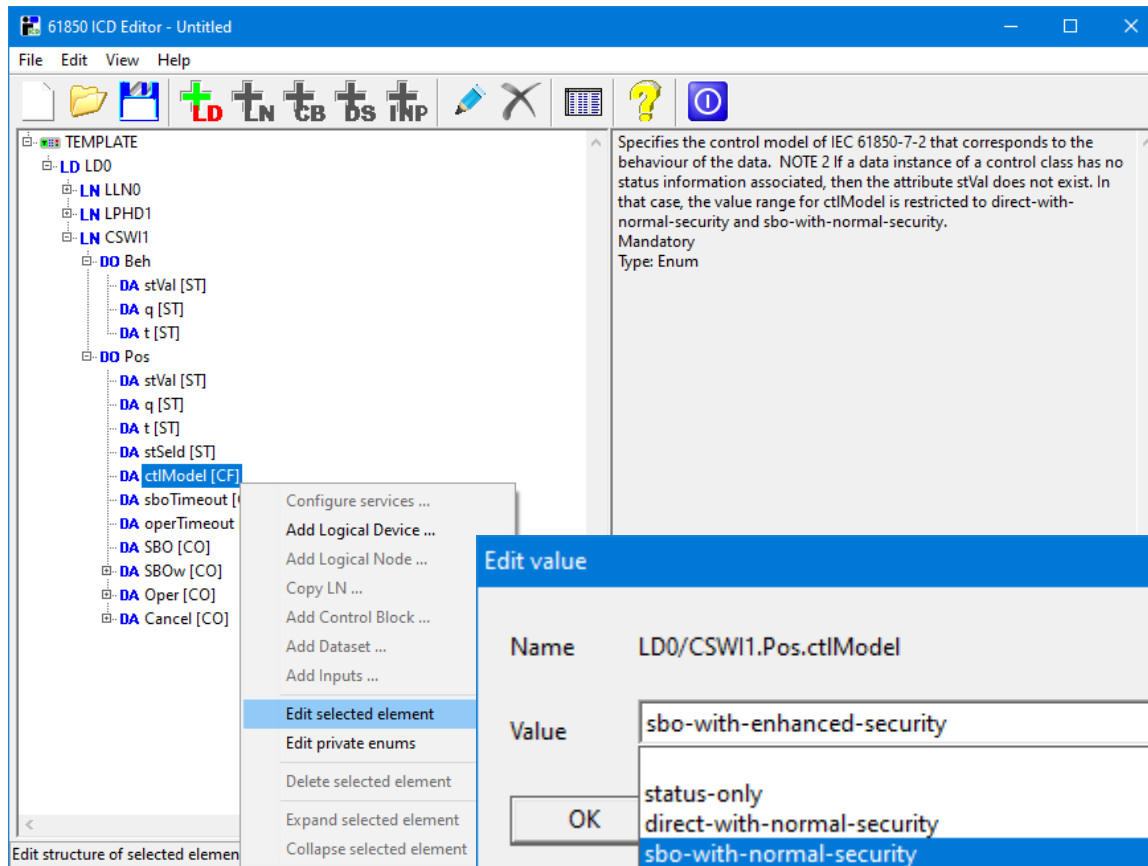 61850 ICD Editor - Untitled
File Edit View Help
LD LN CB DS INP
TEMPLATE
LD LD0
LN LLN0
LN LPHD1
LN CSWI1
DO Beh
DA stVal [ST]
DA q [ST]
DA t [ST]
DO Pos
DA stVal [ST]
DA q [ST]
DA t [ST]
DA stSeld [ST]
DA ctlModel [CF]
DA sboTimeout [
DA operTimeout
DA SBO [CO]
DA SBOw [CO]
DA Oper [CO]
DA Cancel [CO]
Edit structure of selected elemen
Specifies the control model of IEC 61850-7-2 that corresponds to the
behaviour of the data. NOTE 2 If a data instance of a control class has no
status information associated, then the attribute stVal does not exist. In
that case, the value range for ctlModel is restricted to direct-with-
normal-security and sbo-with-normal-security.
Mandatory
Type: Enum
Configure services ...
Add Logical Device ...
Add Logical Node ...
Copy LN ...
Add Control Block ...
Add Dataset ...
Add Inputs ...
Edit selected element
Edit private enums
Delete selected element
Expand selected element
Collapse selected element
Edit value
Name LD0/CSWI1.Pos.ctlModel
Value sbo-with-enhanced-security
status-only
OK direct-with-normal-security
sbo-with-normal-security